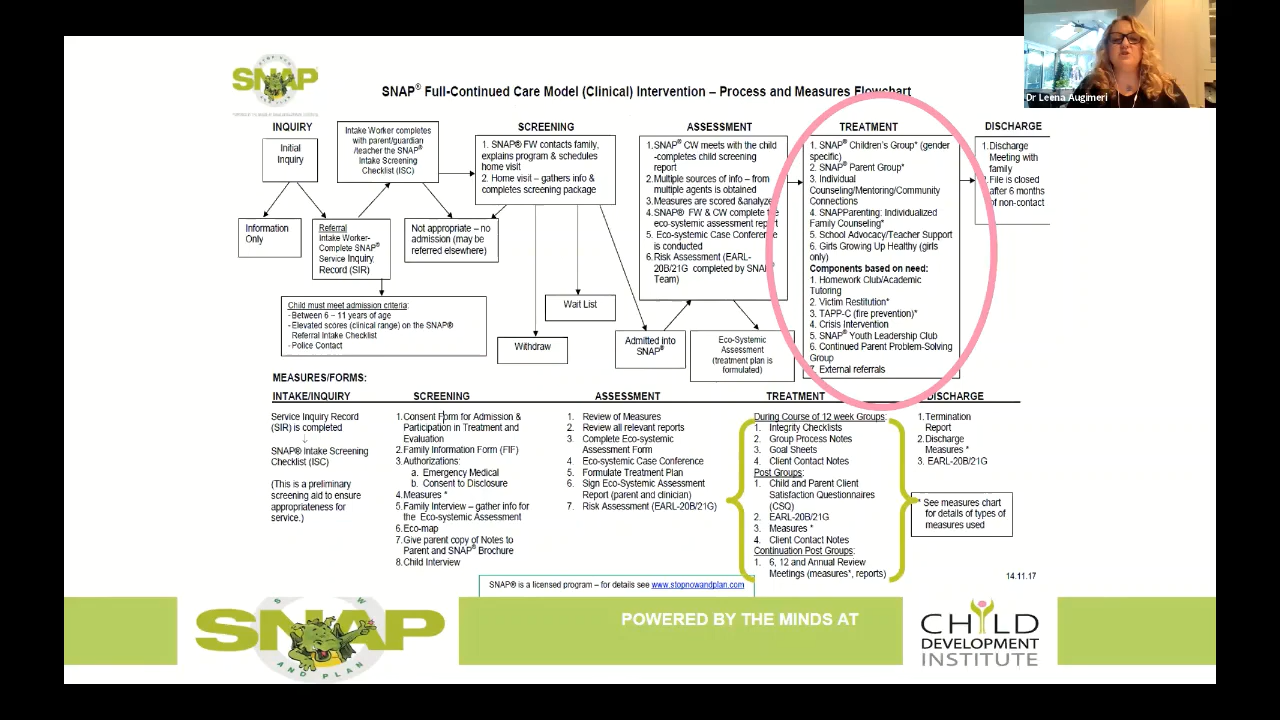 Dr Leena Augimeri
SNAP
SNAP® Full-Continued Care Model (Clinical) Intervention – Process and Measures Flowchart
INQUIRY
Initial
Inquiry
Information
Only
Referral
Intake Worker-
Complete SNAP®
Service Inquiry
Record (SIR)
Intake Worker completes
with parent/guardian
/teacher the SNAP®
Intake Screening
Checklist (ISC)
Not appropriate – no
admission (may be
referred elsewhere)
Child must meet admission criteria:
- Between 6 – 11 years of age
- Elevated scores (clinical range) on the SNAP®
Referral Intake Checklist
- Police Contact
SCREENING
1. SNAP® FW contacts family,
explains program & schedules
home visit
2. Home visit – gathers info &
completes screening package
Withdraw
Wait List
Admitted into
SNAP®
ASSESSMENT
1.SNAP® CW meets with the child
-completes child screening
report
2.Multiple sources of info – from
multiple agents is obtained
3.Measures are scored &analyze
4.SNAP® FW & CW complete the
eco-systemic assessment report
5. Eco-systemic Case Conference
is conducted
6.Risk Assessment (EARL-
20B/21G completed by SNAP®
Team)
Eco-Systemic
Assessment
(treatment plan is
formulated)
TREATMENT
1. SNAP® Children's Group* (gender
specific)
2. SNAP® Parent Group*
3. Individual
Counseling/Mentoring/Community
Connections
4. SNAPParenting: Individualized
Family Counseling*
5. School Advocacy/Teacher Support
6. Girls Growing Up Healthy (girls
only)
Components based on need:
1. Homework Club/Academic
Tutoring
2. Victim Restitution*
3. TAPP-C (fire prevention)*
4. Crisis Intervention
5. SNAP® Youth Leadership Club
6. Continued Parent Problem-Solving
Group
7. External referrals
DISCHARGE
1.Discharge
Meeting with
family
File is closed
after 6 months
of non-contact
MEASURES/FORMS:
INTAKE/INQUIRY
Service Inquiry Record
(SIR) is completed
↓
SNAP® Intake Screening
Checklist (ISC)
(This is a preliminary
screening aid to ensure
appropriateness for
service.)
SCREENING
1.Consent Form for Admission &
Participation in Treatment and
Evaluation
2.Family Information Form (FIF)
3.Authorizations:
a. Emergency Medical
b. Consent to Disclosure
4.Measures *
5.Family Interview – gather info for
the Eco-systemic Assessment
6.Eco-map
7.Give parent copy of Notes to
Parent and SNAP® Brochure
8.Child Interview
ASSESSMENT
1. Review of Measures
2. Review all relevant reports
3. Complete Eco-systemic
Assessment Form
4. Eco-systemic Case Conference
5. Formulate Treatment Plan
6. Sign Eco-Systemic Assessment
Report (parent and clinician)
7. Risk Assessment (EARL-20B/21G)
TREATMENT
During Course of 12 week Groups:
1. Integrity Checklists
2. Group Process Notes
3. Goal Sheets
4. Client Contact Notes
Post Groups:
1. Child and Parent Client
Satisfaction Questionnaires
(CSQ)
2. EARL-20B/21G
3. Measures *
4. Client Contact Notes
Continuation Post Groups:
1. 6, 12 and Annual Review
Meetings (measures*, reports)
DISCHARGE
1.Termination
Report
2.Discharge
Measures *
3. EARL-20B/21G
* See measures chart
for details of types of
measures used
14.11.17
SNAP® is a licensed program – for details see www.stopnowandplan.com
SNAP
AND PLAN
POWERED BY THE MINDS AT
CHILD
DEVELOPMENT
INSTITUTE